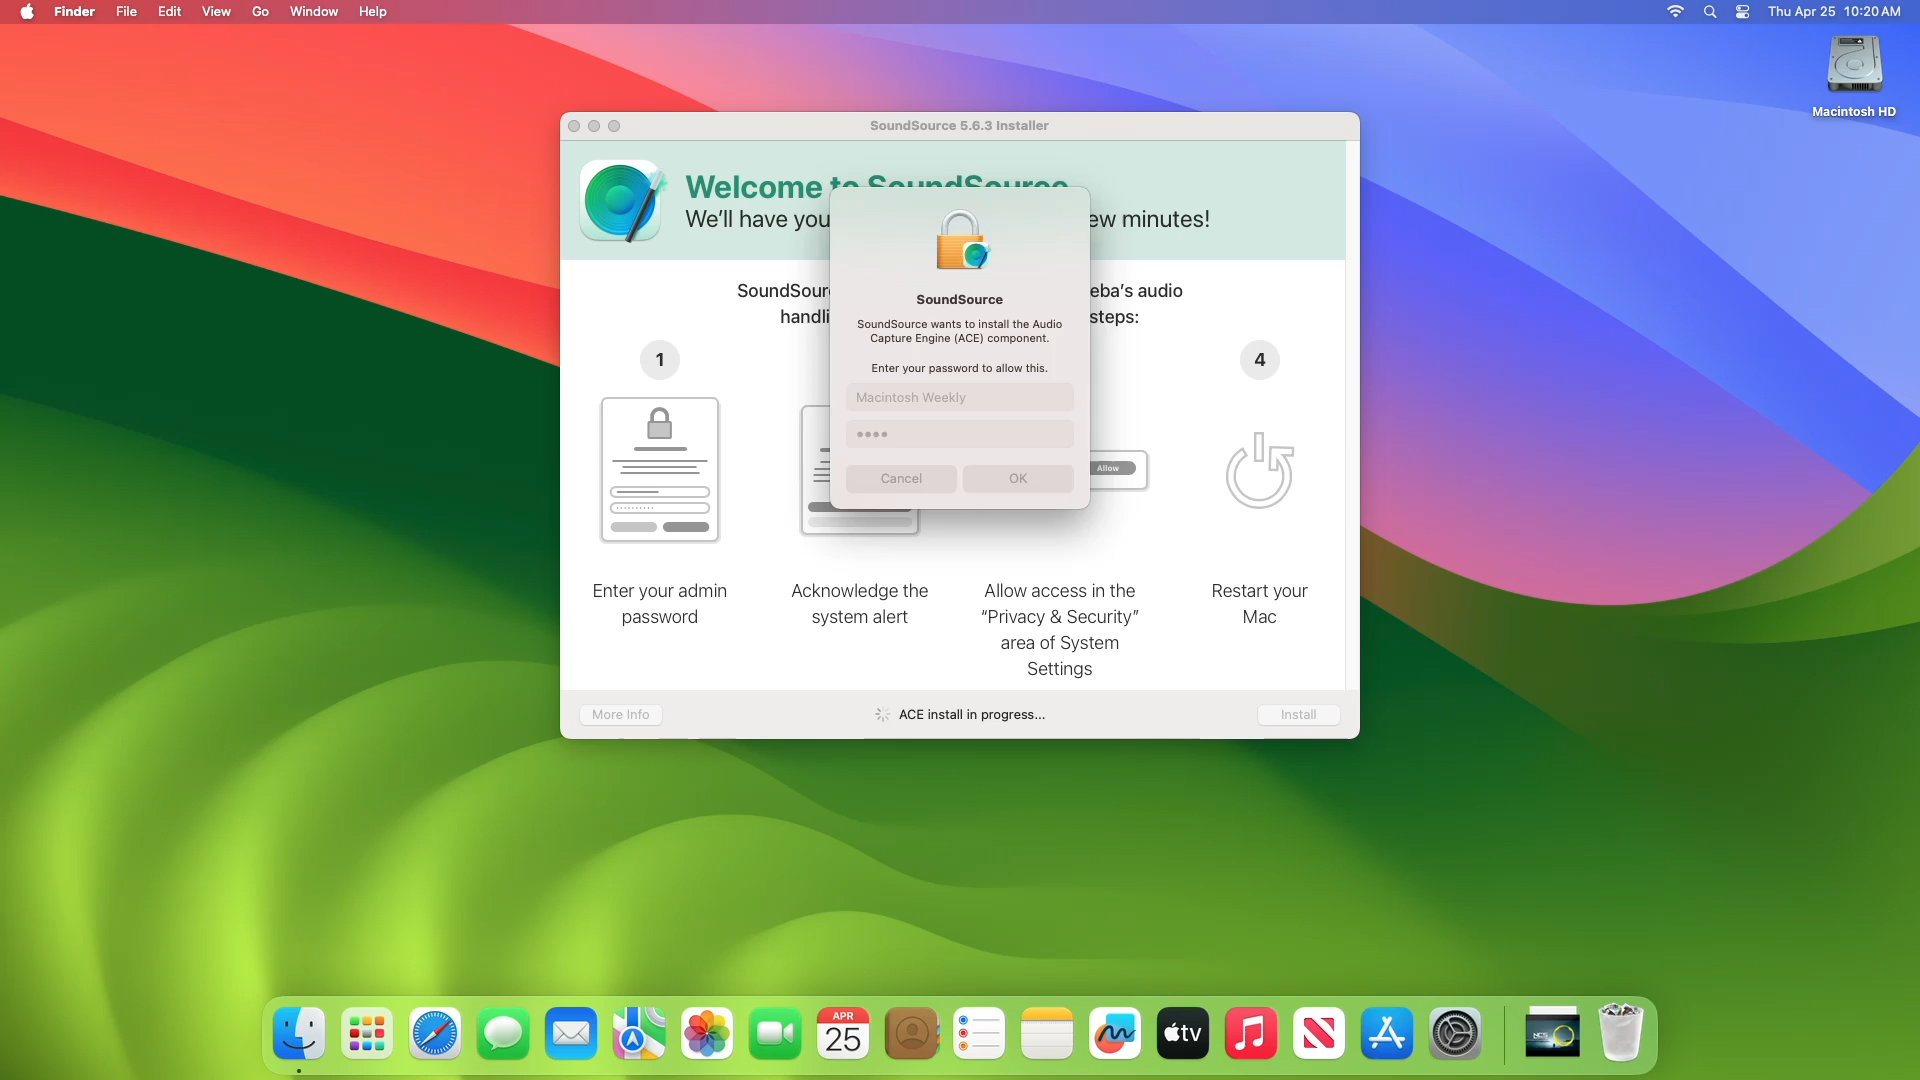 Finder File Edit View Go Window Help
Thu Apr 25 10:20 AM
Macintosh HD
SoundSource 5.6.3 Installer
Welcome to SoundSource
We'll have you
ew minutes!
SoundSour
eba's audio
handli
steps:
SoundSource
SoundSource wants to install the Audio
Capture Engine (ACE) component.
Enter your password to allow this.
Macintosh Weekly
Cancel OK
1
4
Allow
Enter your admin
password
Acknowledge the
system alert
Allow access in the
“Privacy & Security”
area of System
Settings
Restart your
Mac
More Info
ACE install in progress...
Install
APR
25
tv
NCS